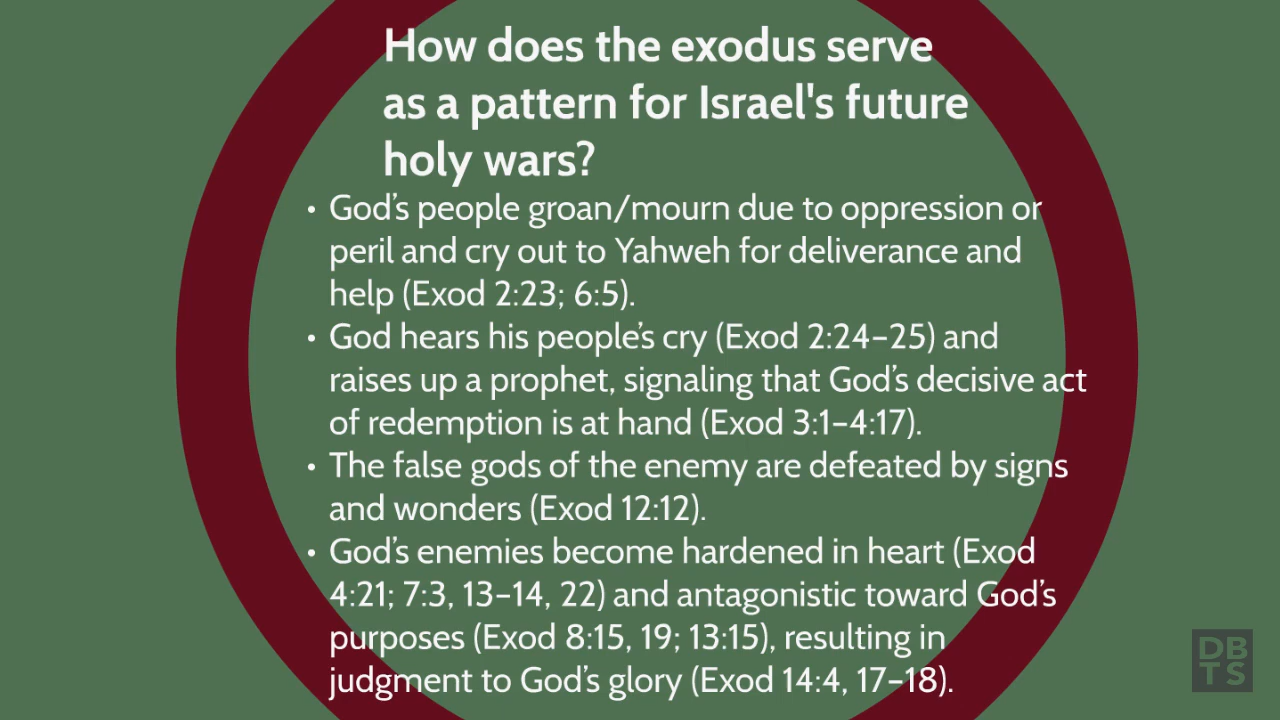 How does the exodus serve
as a pattern for Israel's future
holy wars?
• God’s people groan/mourn due to oppression or
peril and cry out to Yahweh for deliverance and
help (Exod 2:23; 6:5).
• God hears his people’s cry (Exod 2:24–25) and
raises up a prophet, signaling that God’s decisive act
of redemption is at hand (Exod 3:1–4:17).
• The false gods of the enemy are defeated by signs
and wonders (Exod 12:12).
• God’s enemies become hardened in heart (Exod
4:21; 7:3, 13–14, 22) and antagonistic toward God’s
purposes (Exod 8:15, 19; 13:15), resulting in
judgment to God’s glory (Exod 14:4, 17–18).
DB
TS